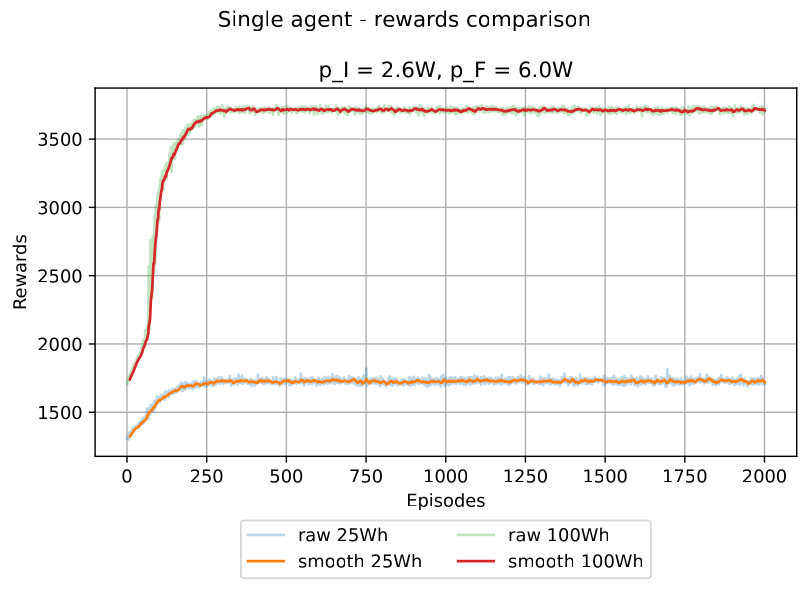 Single agent - rewards comparison
p_I = 2.6W, p_F = 6.0W
Rewards
3500
3000
2500
2000
1500
0 250 500 750 1000 1250 1500 1750 2000
Episodes
raw 25Wh raw 100Wh
smooth 25Wh smooth 100Wh